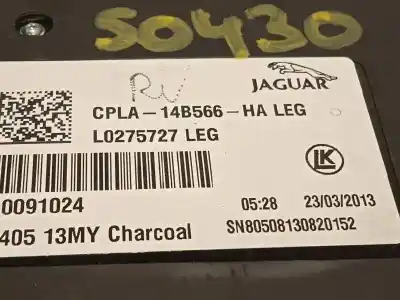 50430
RV
JAGUAR
CPLA-14B566-HA LEG
L0275727 LEG
LK
0091024
05:28 23/03/2013
405 13MY Charcoal
SN80508130820152